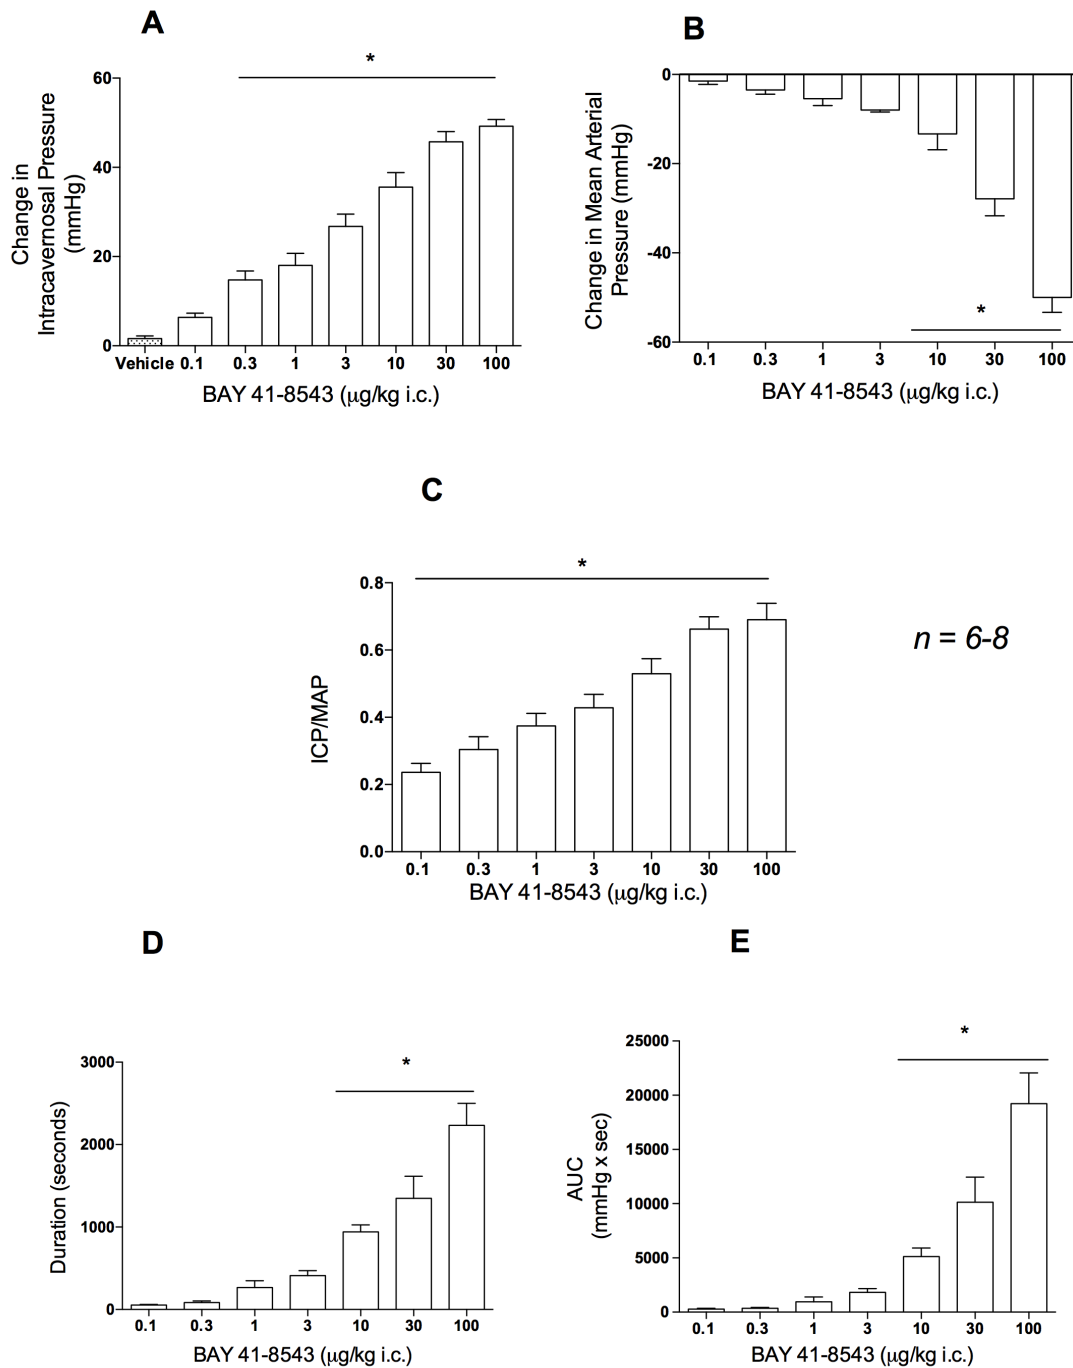 A
Change in
Intracavernosal Pressure
(mmHg)
60
40
20
0
*
Vehicle 0.1 0.3 1 3 10 30 100
BAY 41-8543 (μg/kg i.c.)
B
Change in Mean Arterial
Pressure (mmHg)
0
-20
-40
-60
*
0.1 0.3 1 3 10 30 100
BAY 41-8543 (μg/kg i.c.)
C
ICP/MAP
0.8
0.6
0.4
0.2
0.0
*
0.1 0.3 1 3 10 30 100
BAY 41-8543 (μg/kg i.c.)
n = 6-8
D
Duration (seconds)
3000
2000
1000
0
*
0.1 0.3 1 3 10 30 100
BAY 41-8543 (μg/kg i.c.)
E
AUC
(mmHg x sec)
25000
20000
15000
10000
5000
0
*
0.1 0.3 1 3 10 30 100
BAY 41-8543 (μg/kg i.c.)